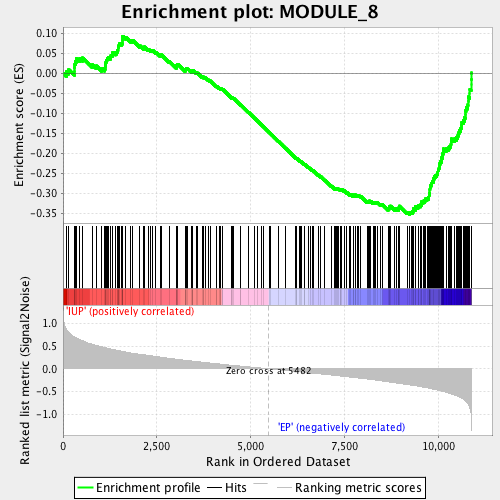 Enrichment plot: MODULE_8
Enrichment score (ES)
0.10
0.05
0.00
-0.05
-0.10
-0.15
-0.20
-0.25
-0.30
-0.35
Ranked list metric (Signal2Noise)
1.0
0.5
0.0
-0.5
-1.0
'IUP' (positively correlated)
Zero cross at 5482
'EP' (negatively correlated)
0
2,500
5,000
7,500
10,000
Rank in Ordered Dataset
Enrichment profile
Hits
Ranking metric scores